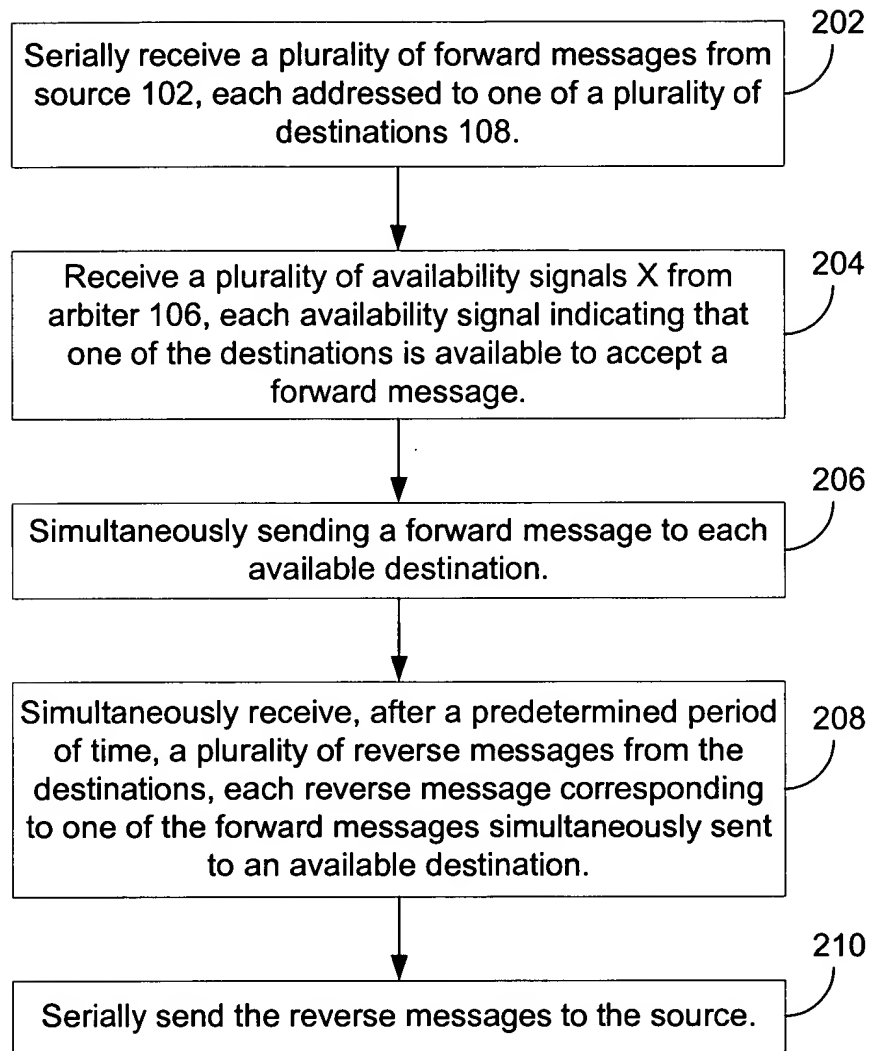 202
Serially receive a plurality of forward messages from
source 102, each addressed to one of a plurality of
destinations 108.
204
Receive a plurality of availability signals X from
arbiter 106, each availability signal indicating that
one of the destinations is available to accept a
forward message.
206
Simultaneously sending a forward message to each
available destination.
208
Simultaneously receive, after a predetermined period
of time, a plurality of reverse messages from the
destinations, each reverse message corresponding
to one of the forward messages simultaneously sent
to an available destination.
210
Serially send the reverse messages to the source.